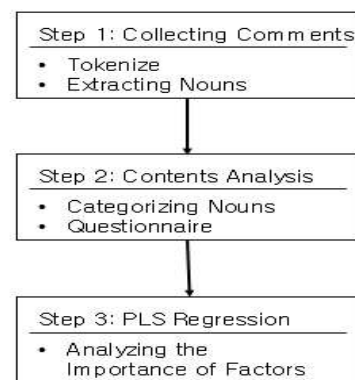 Step 1: Collecting Comments
• Tokenize
• Extracting Nouns
Step 2: Contents Analysis
• Categorizing Nouns
• Questionnaire
Step 3: PLS Regression
• Analyzing the
Importance of Factors